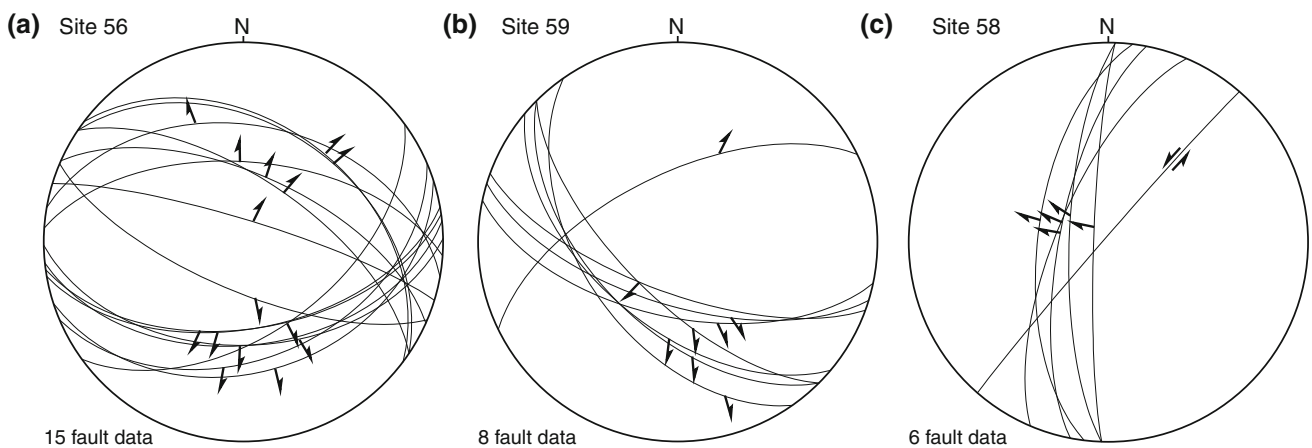 (a) Site 56
N
15 fault data
(b) Site 59
N
8 fault data
(c) Site 58
N
6 fault data